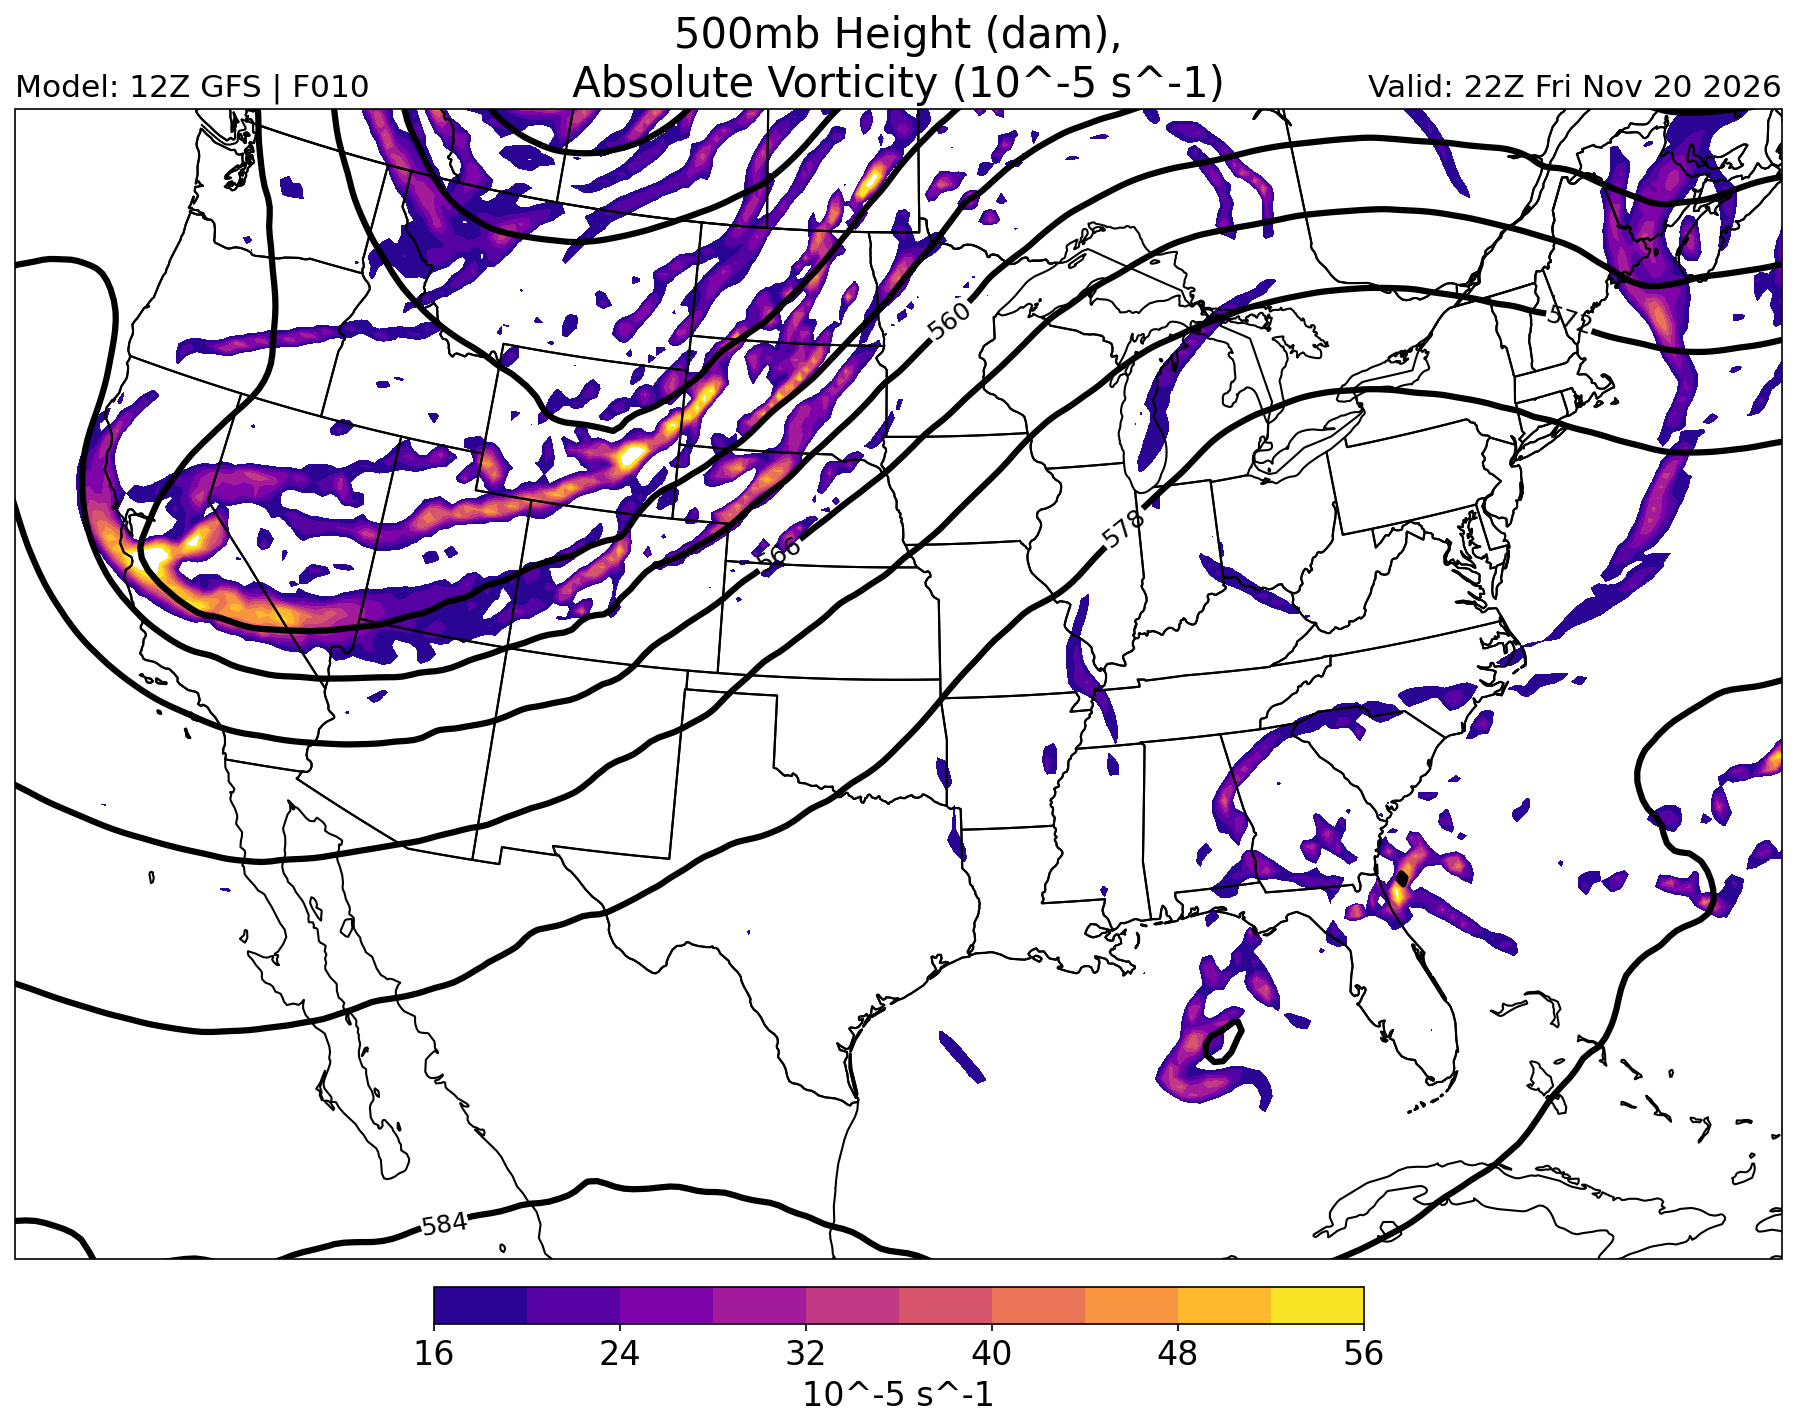 500mb Height (dam),
Model: 12Z GFS | F010
Absolute Vorticity (10^-5 s^-1)
Valid: 22Z Fri Nov 20 2026
560
566
578
584
16 24 32 40 48 56
10^-5 s^-1